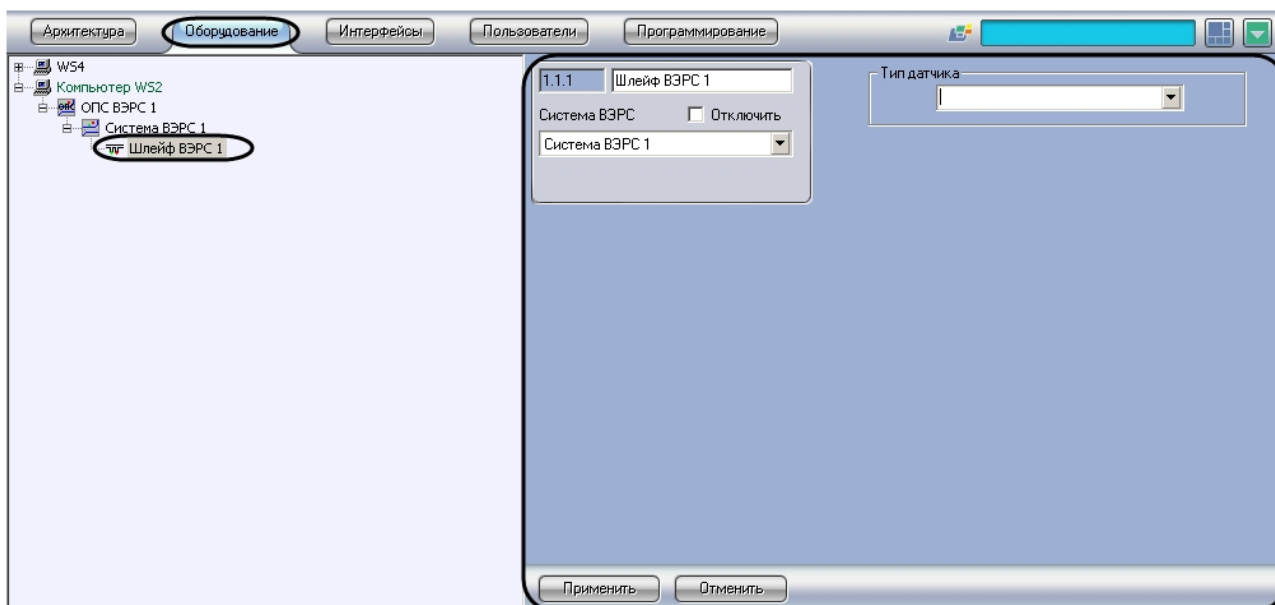 Архитектура Оборудование Интерфейсы Пользователи Программирование
WS4
Компьютер WS2
ОПС ВЭРС 1
Система ВЭРС 1
Шлейф ВЭРС 1
1.1.1 Шлейф ВЭРС 1
Система ВЭРС Отключить
Система ВЭРС 1
Тип датчика
Применить Отменить